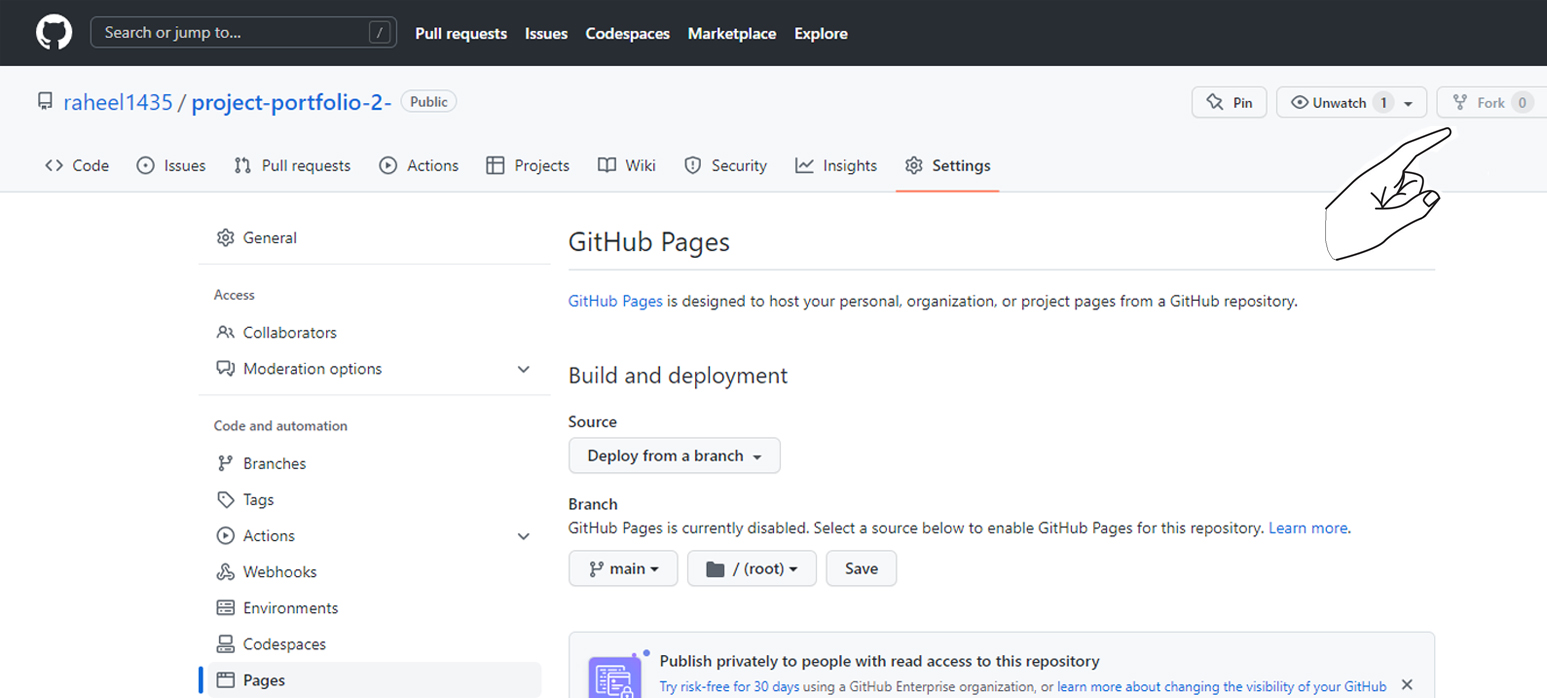 Search or jump to... / Pull requests Issues Codespaces Marketplace Explore
raheel1435 / project-portfolio-2- Public Pin Unwatch 1 Fork 0
Code Issues Pull requests Actions Projects Wiki Security Insights Settings
General
Access
Collaborators
Moderation options
Code and automation
Branches
Tags
Actions
Webhooks
Environments
Codespaces
Pages
GitHub Pages
GitHub Pages is designed to host your personal, organization, or project pages from a GitHub repository.
Build and deployment
Source
Deploy from a branch
Branch
GitHub Pages is currently disabled. Select a source below to enable GitHub Pages for this repository. Learn more.
main / (root) Save
Publish privately to people with read access to this repository
Try risk-free for 30 days using a GitHub Enterprise organization, or learn more about changing the visibility of your GitHub